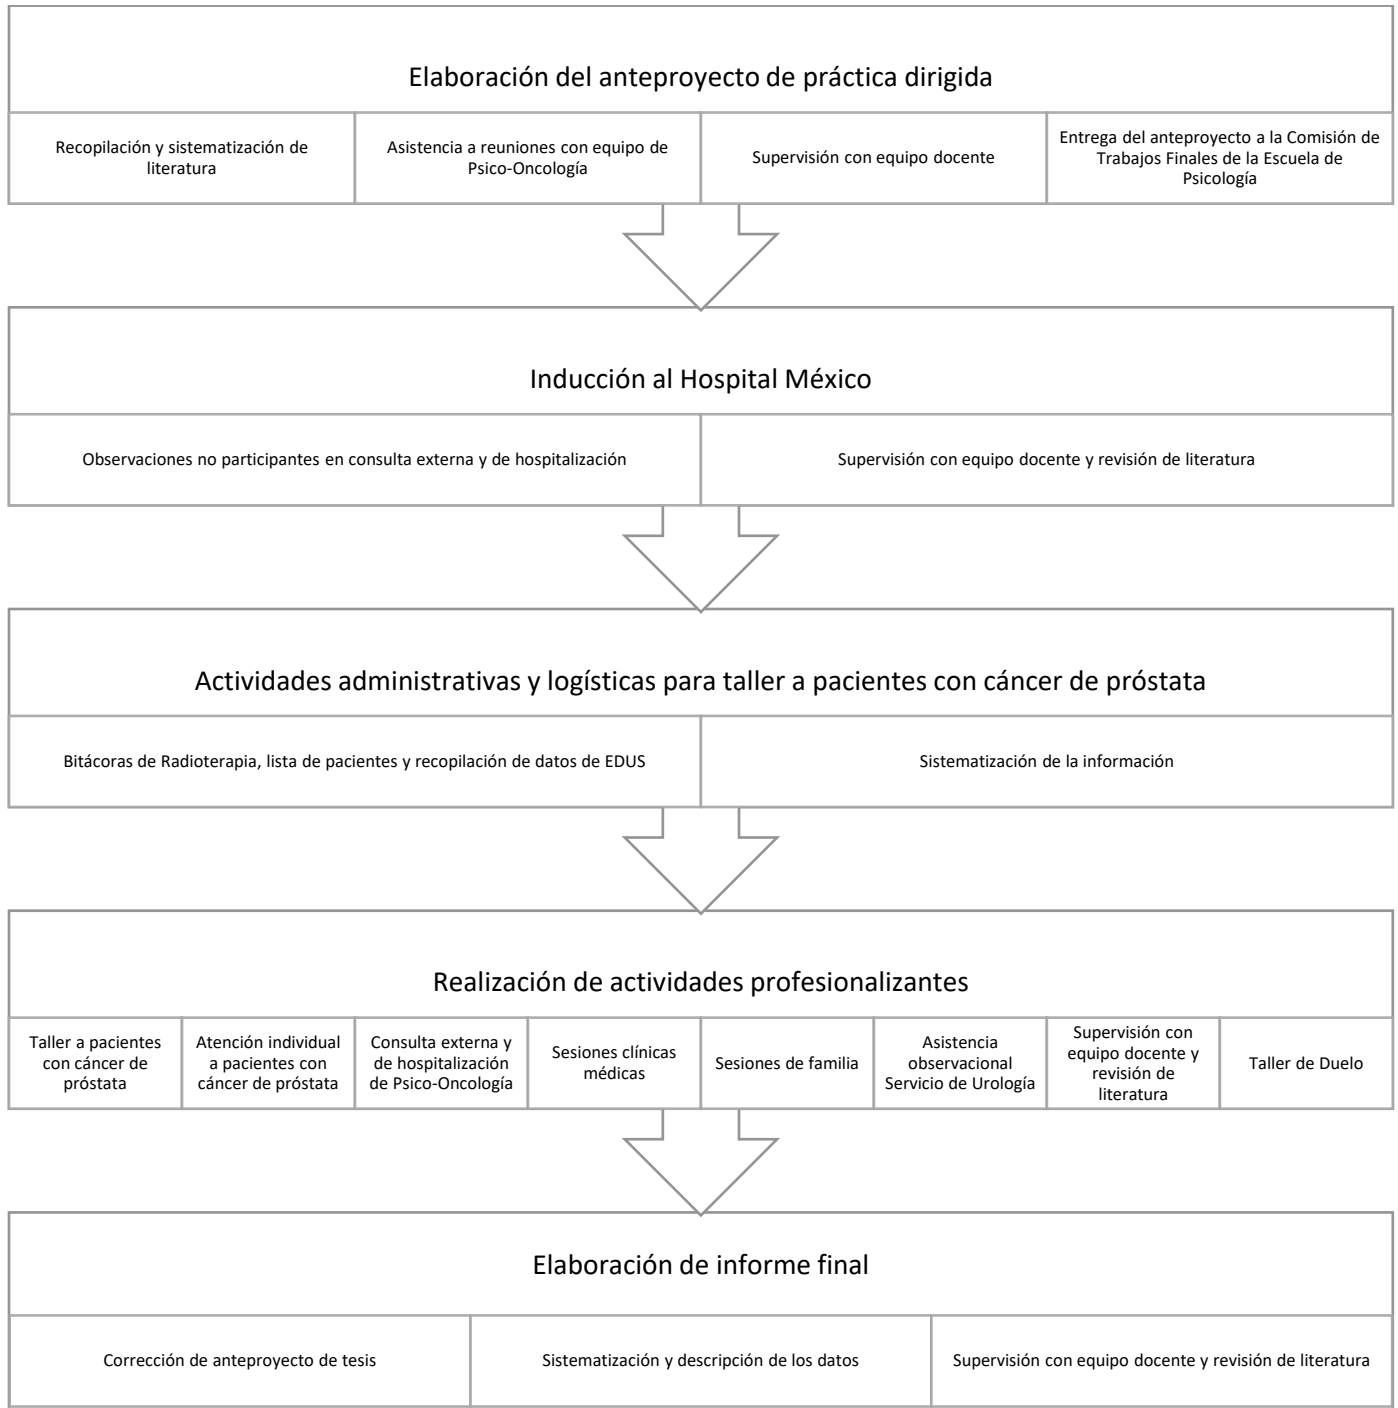 Elaboración del anteproyecto de práctica dirigida
Recopilación y sistematización de
literatura
Asistencia a reuniones con equipo de
Psico-Oncología
Supervisión con equipo docente
Entrega del anteproyecto a la Comisión de
Trabajos Finales de la Escuela de
Psicología
Inducción al Hospital México
Observaciones no participantes en consulta externa y de hospitalización
Supervisión con equipo docente y revisión de literatura
Actividades administrativas y logísticas para taller a pacientes con cáncer de próstata
Bitácoras de Radioterapia, lista de pacientes y recopilación de datos de EDUS
Sistematización de la información
Realización de actividades profesionalizantes
Taller a pacientes
con cáncer de
próstata
Atención individual
a pacientes con
cáncer de próstata
Consulta externa y
de hospitalización
de Psico-Oncología
Sesiones clínicas
médicas
Sesiones de familia
Asistencia
observacional
Servicio de Urología
Supervisión con
equipo docente y
revisión de
literatura
Taller de Duelo
Elaboración de informe final
Corrección de anteproyecto de tesis
Sistematización y descripción de los datos
Supervisión con equipo docente y revisión de literatura